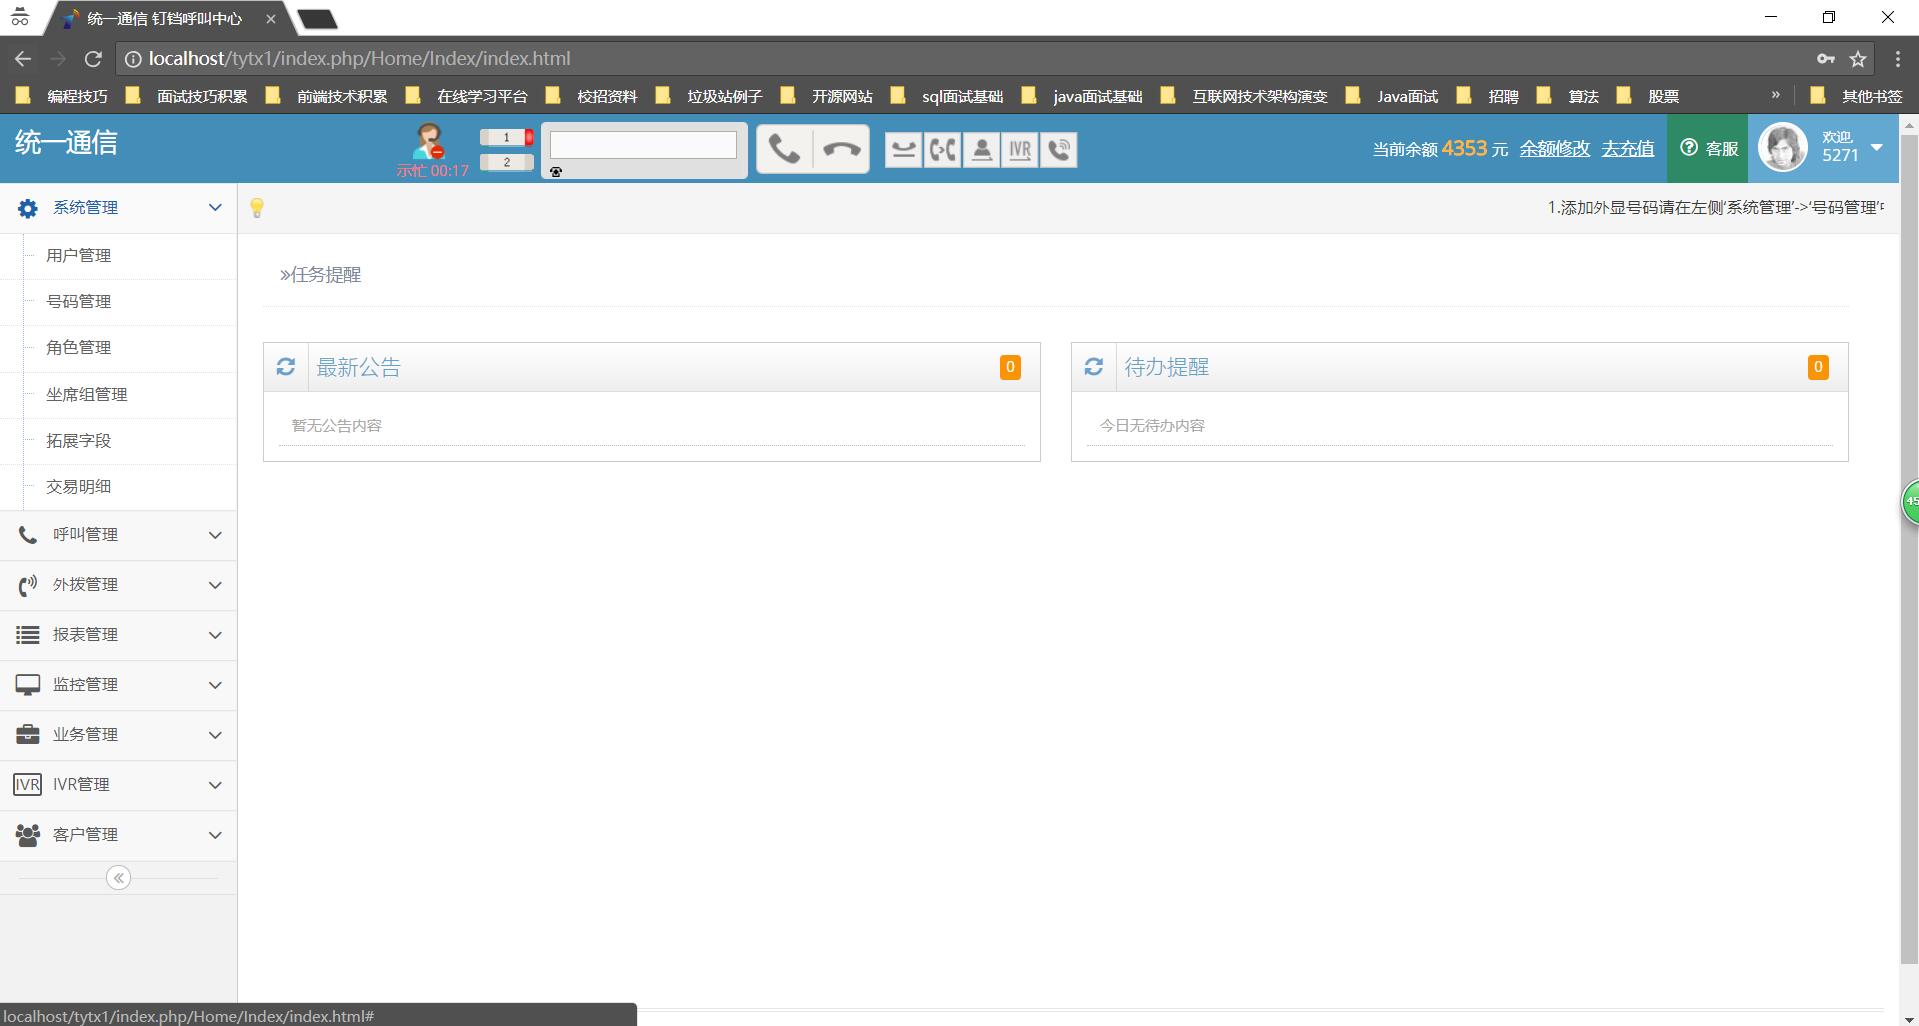 统一通信 钉铛呼叫中心
localhost/tytx1/index.php/Home/Index/index.html
编程技巧 面试技巧积累 前端技术积累 在线学习平台 校招资料 垃圾站例子 开源网站 sql面试基础 java面试基础 互联网技术架构演变 Java面试 招聘 算法 股票 » 其他书签
统一通信
示忙 00:17
1
2
IVR
当前余额 4353 元 余额修改 去充值
客服
欢迎,
5271
系统管理
1.添加外显号码请在左侧‘系统管理’->‘号码管理’
用户管理
号码管理
角色管理
坐席组管理
拓展字段
交易明细
呼叫管理
外拨管理
报表管理
监控管理
业务管理
IVR IVR管理
客户管理
»任务提醒
最新公告 0
暂无公告内容
待办提醒 0
今日无待办内容
45
localhost/tytx1/index.php/Home/Index/index.html#